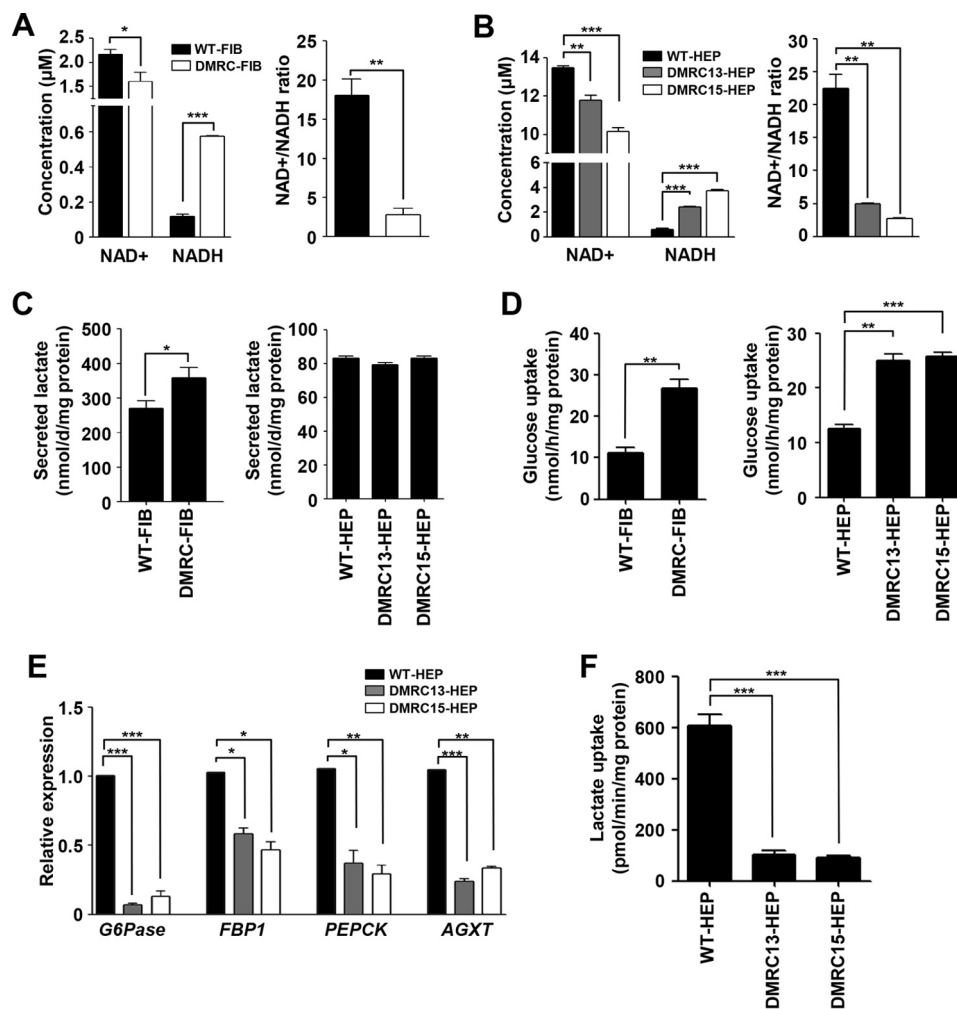 A
Concentration (µM)
2.5
2.0
1.5
1.0
0.6
0.4
0.2
0
*
***
NAD+
NADH
WT-FIB
DMRC-FIB
NAD+/NADH ratio
25
20
15
10
5
0
**
B
Concentration (µM)
14
12
10
8
6
4
2
0
***
**
***
***
NAD+
NADH
WT-HEP
DMRC13-HEP
DMRC15-HEP
NAD+/NADH ratio
30
25
20
15
10
5
0
**
**
C
Secreted lactate
(nmol/d/mg protein)
500
400
300
200
100
0
*
WT-FIB
DMRC-FIB
Secreted lactate
(nmol/d/mg protein)
100
80
60
40
20
0
WT-HEP
DMRC13-HEP
DMRC15-HEP
D
Glucose uptake
(nmol/h/mg protein)
40
30
20
10
0
**
WT-FIB
DMRC-FIB
Glucose uptake
(nmol/h/mg protein)
30
20
10
0
***
**
WT-HEP
DMRC13-HEP
DMRC15-HEP
E
WT-HEP
DMRC13-HEP
DMRC15-HEP
Relative expression
1.5
1.0
0.5
0
***
***
*
*
**
*
**
***
G6Pase
FBP1
PEPCK
AGXT
F
Lactate uptake
(pmol/min/mg protein)
800
600
400
200
0
***
***
WT-HEP
DMRC13-HEP
DMRC15-HEP